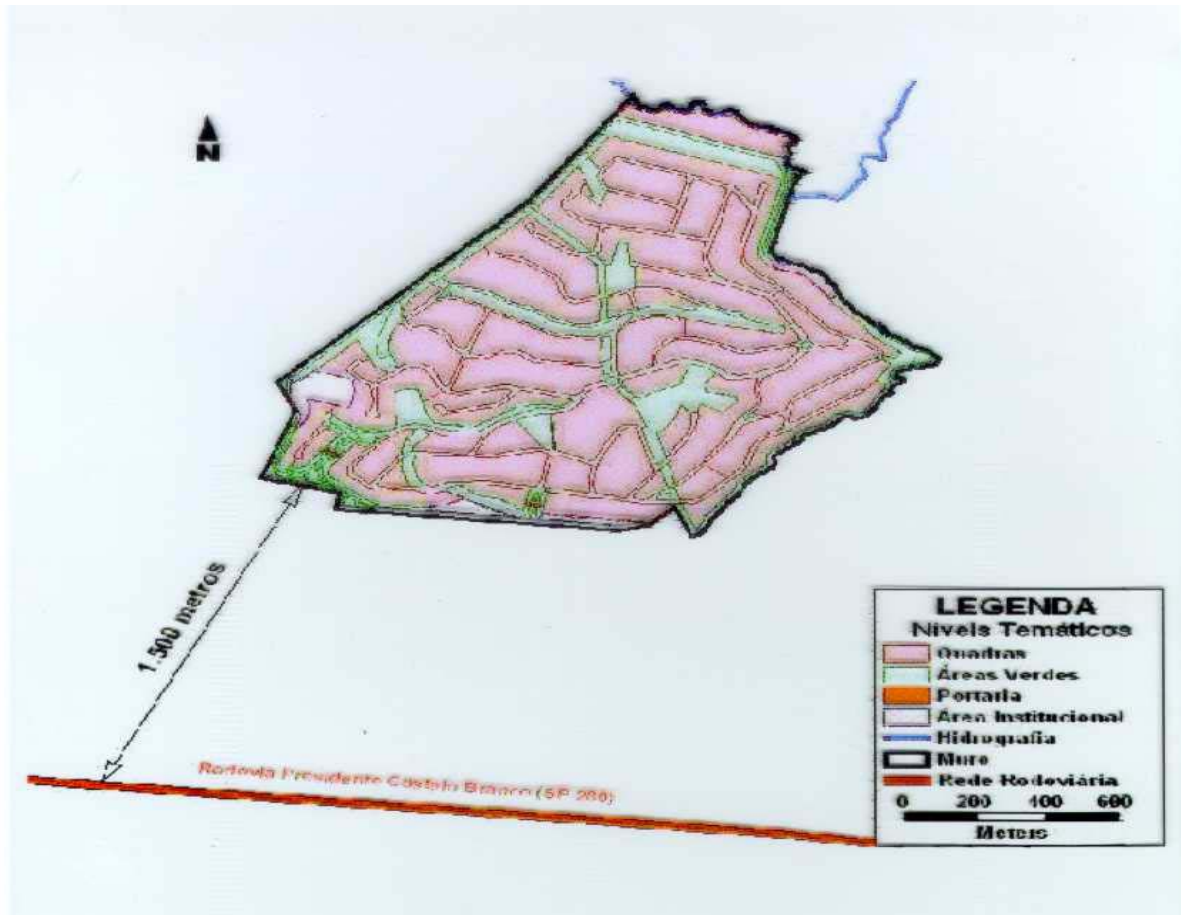 N
1.500 metros
Rodovia Presidente Castelo Branco (SP 280)
LEGENDA
Níveis Temáticos
Quadras
Áreas Verdes
Portaria
Área Institucional
Hidrografia
Muro
Rede Rodoviária
0 200 400 600
Meters